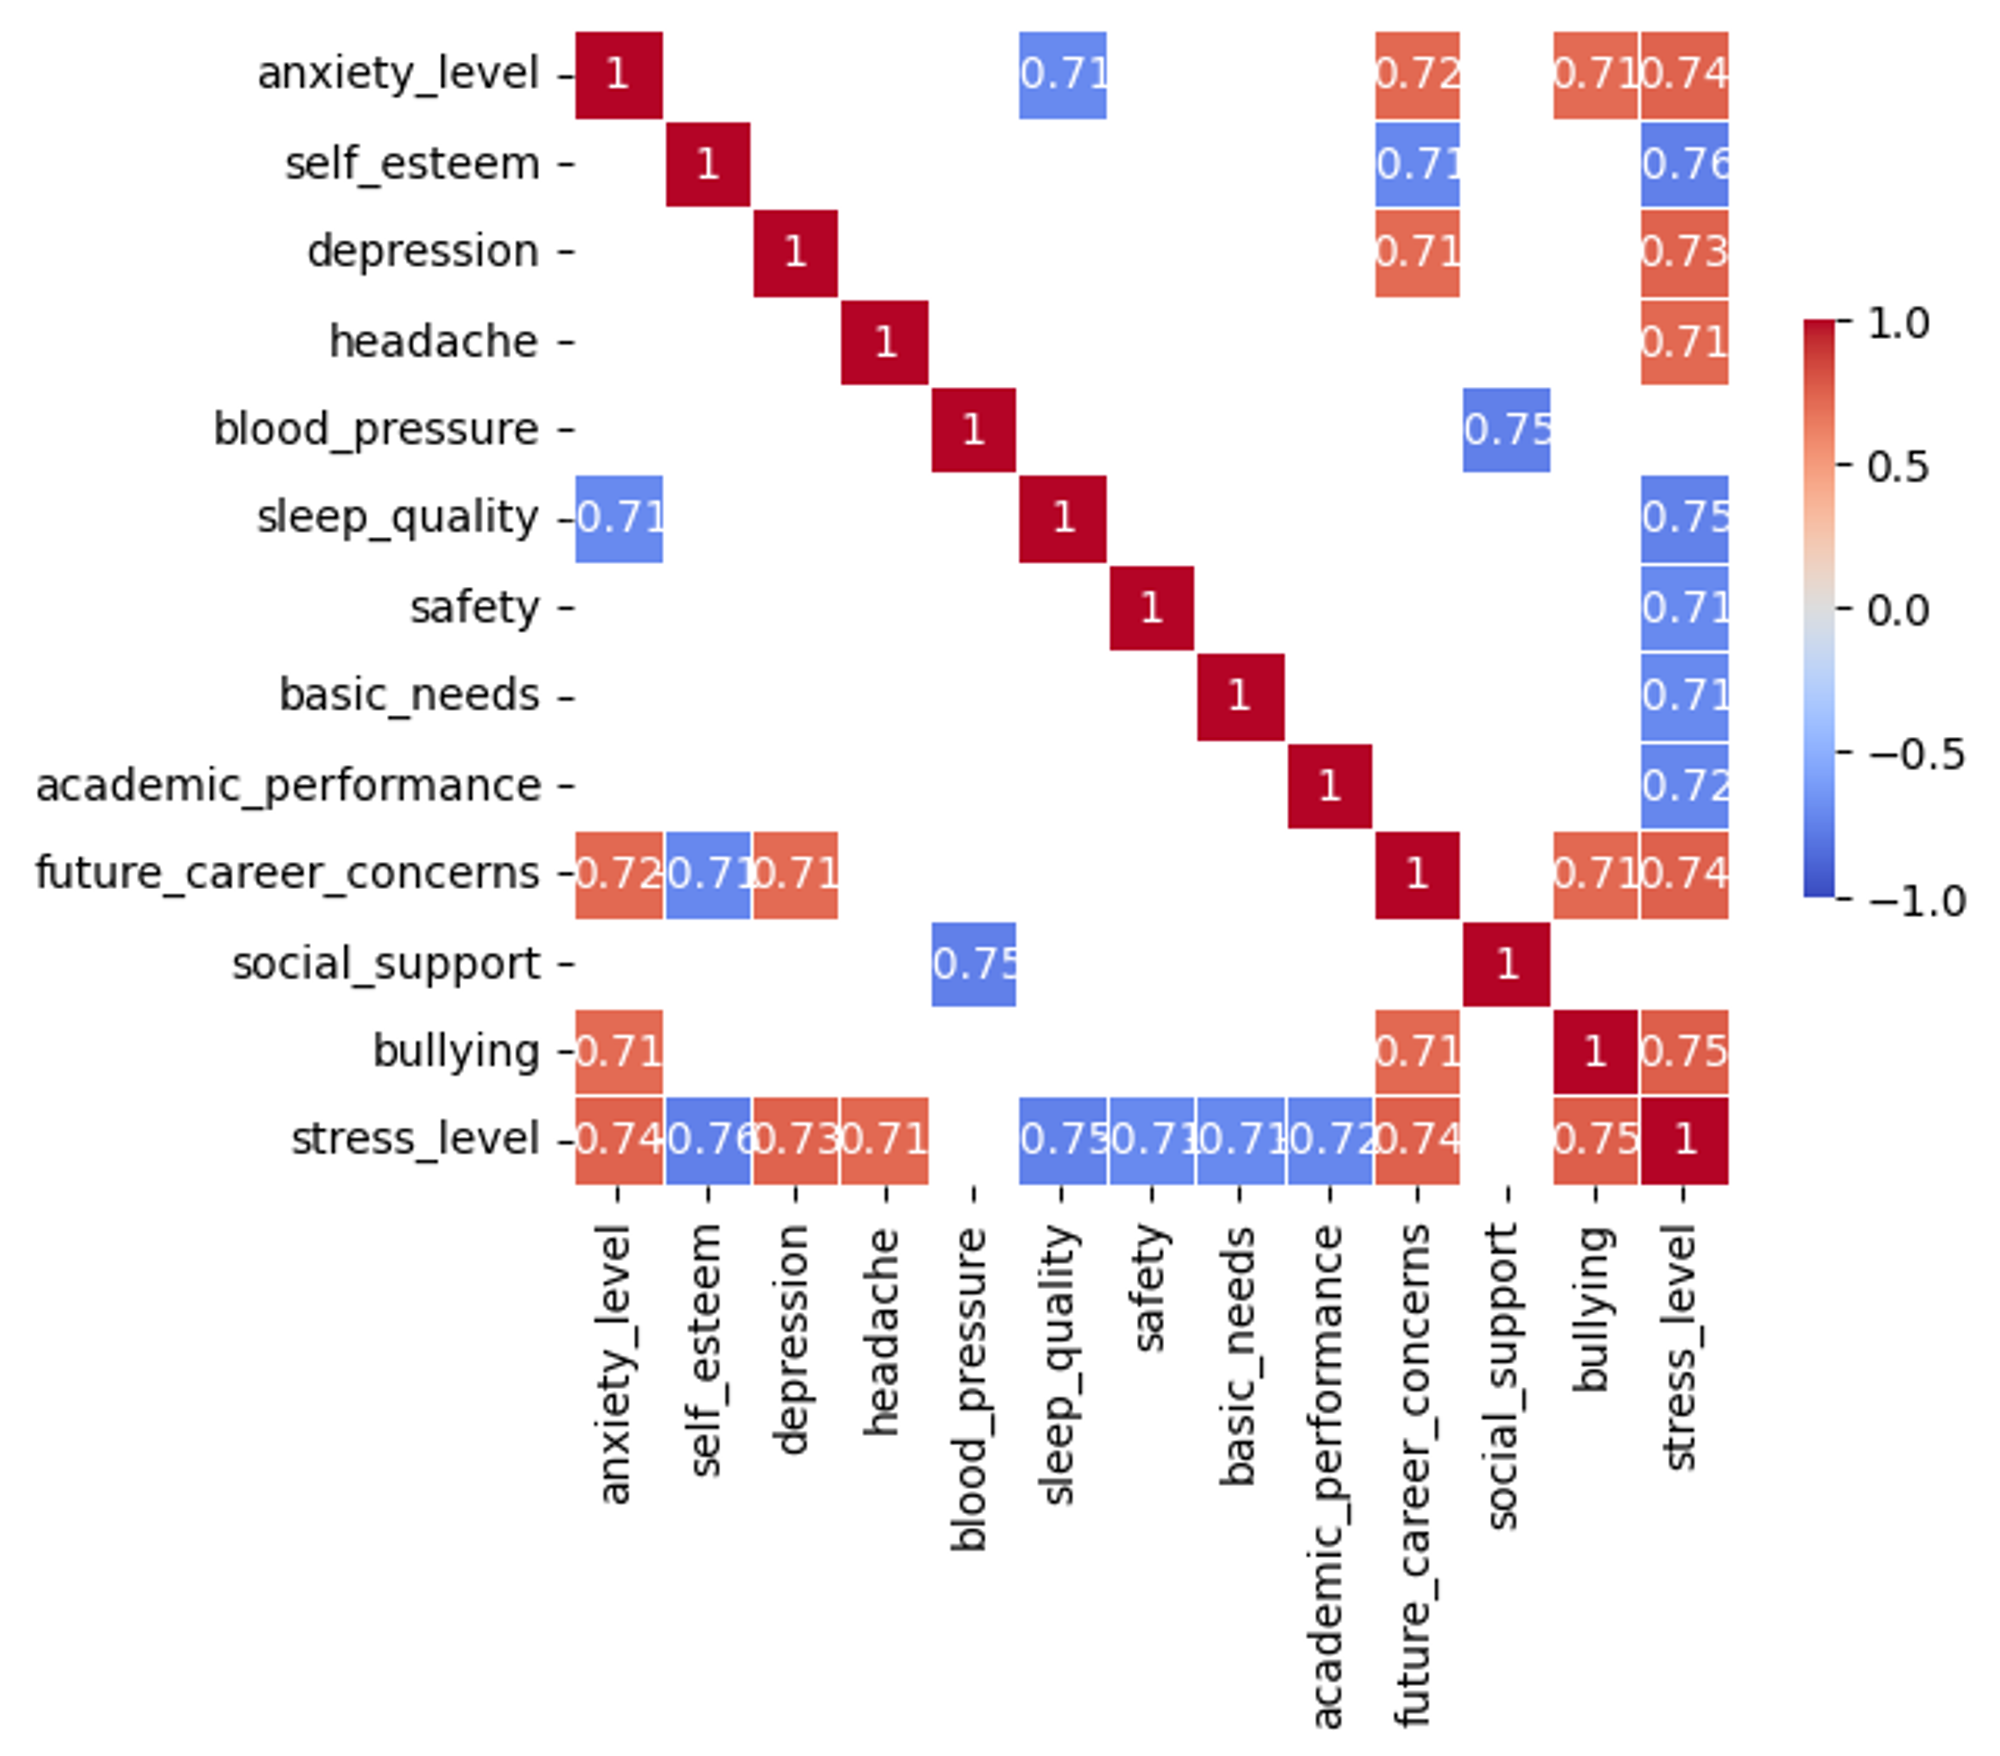 anxiety_level 1 0.71 0.72 0.71 0.74
self_esteem 1 0.71 0.76
depression 1 0.71 0.73
headache 1 0.71
blood_pressure 1 0.75
sleep_quality 0.71 1 0.75
safety 1 0.71
basic_needs 1 0.71
academic_performance 1 0.72
future_career_concerns 0.72 -0.71 0.71 1 0.71 0.74
social_support 0.75 1
bullying 0.71 0.71 1 0.75
stress_level 0.74 -0.76 0.73 0.71 0.75 -0.71 -0.71 -0.72 0.74 0.75 1
1.0
0.5
0.0
−0.5
−1.0
anxiety_level
self_esteem
depression
headache
blood_pressure
sleep_quality
safety
basic_needs
academic_performance
future_career_concerns
social_support
bullying
stress_level